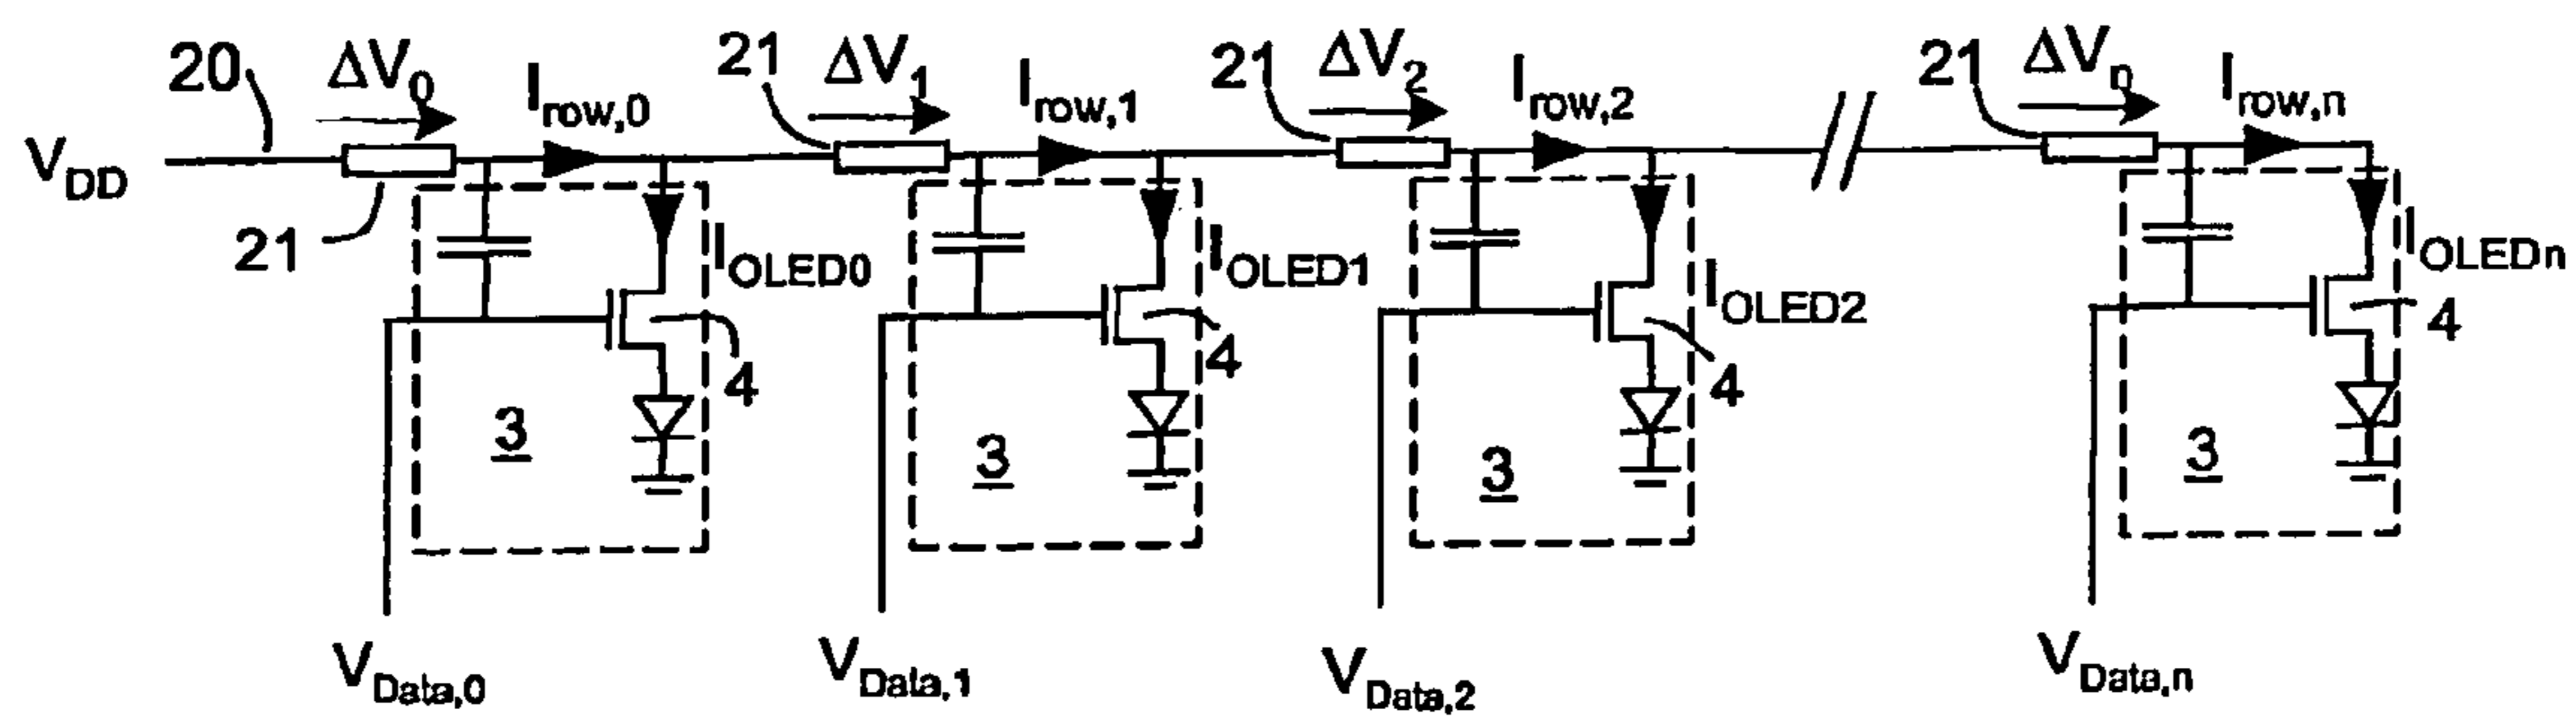 20 ΔV0 Irow,0 21 ΔV1 Irow,1 21 ΔV2 Irow,2 21 ΔVn Irow,n
VDD
21 IOLED0 IOLED1 IOLED2 IOLEDn
4 4 4 4
3 3 3 3
VData,0 VData,1 VData,2 VData,n